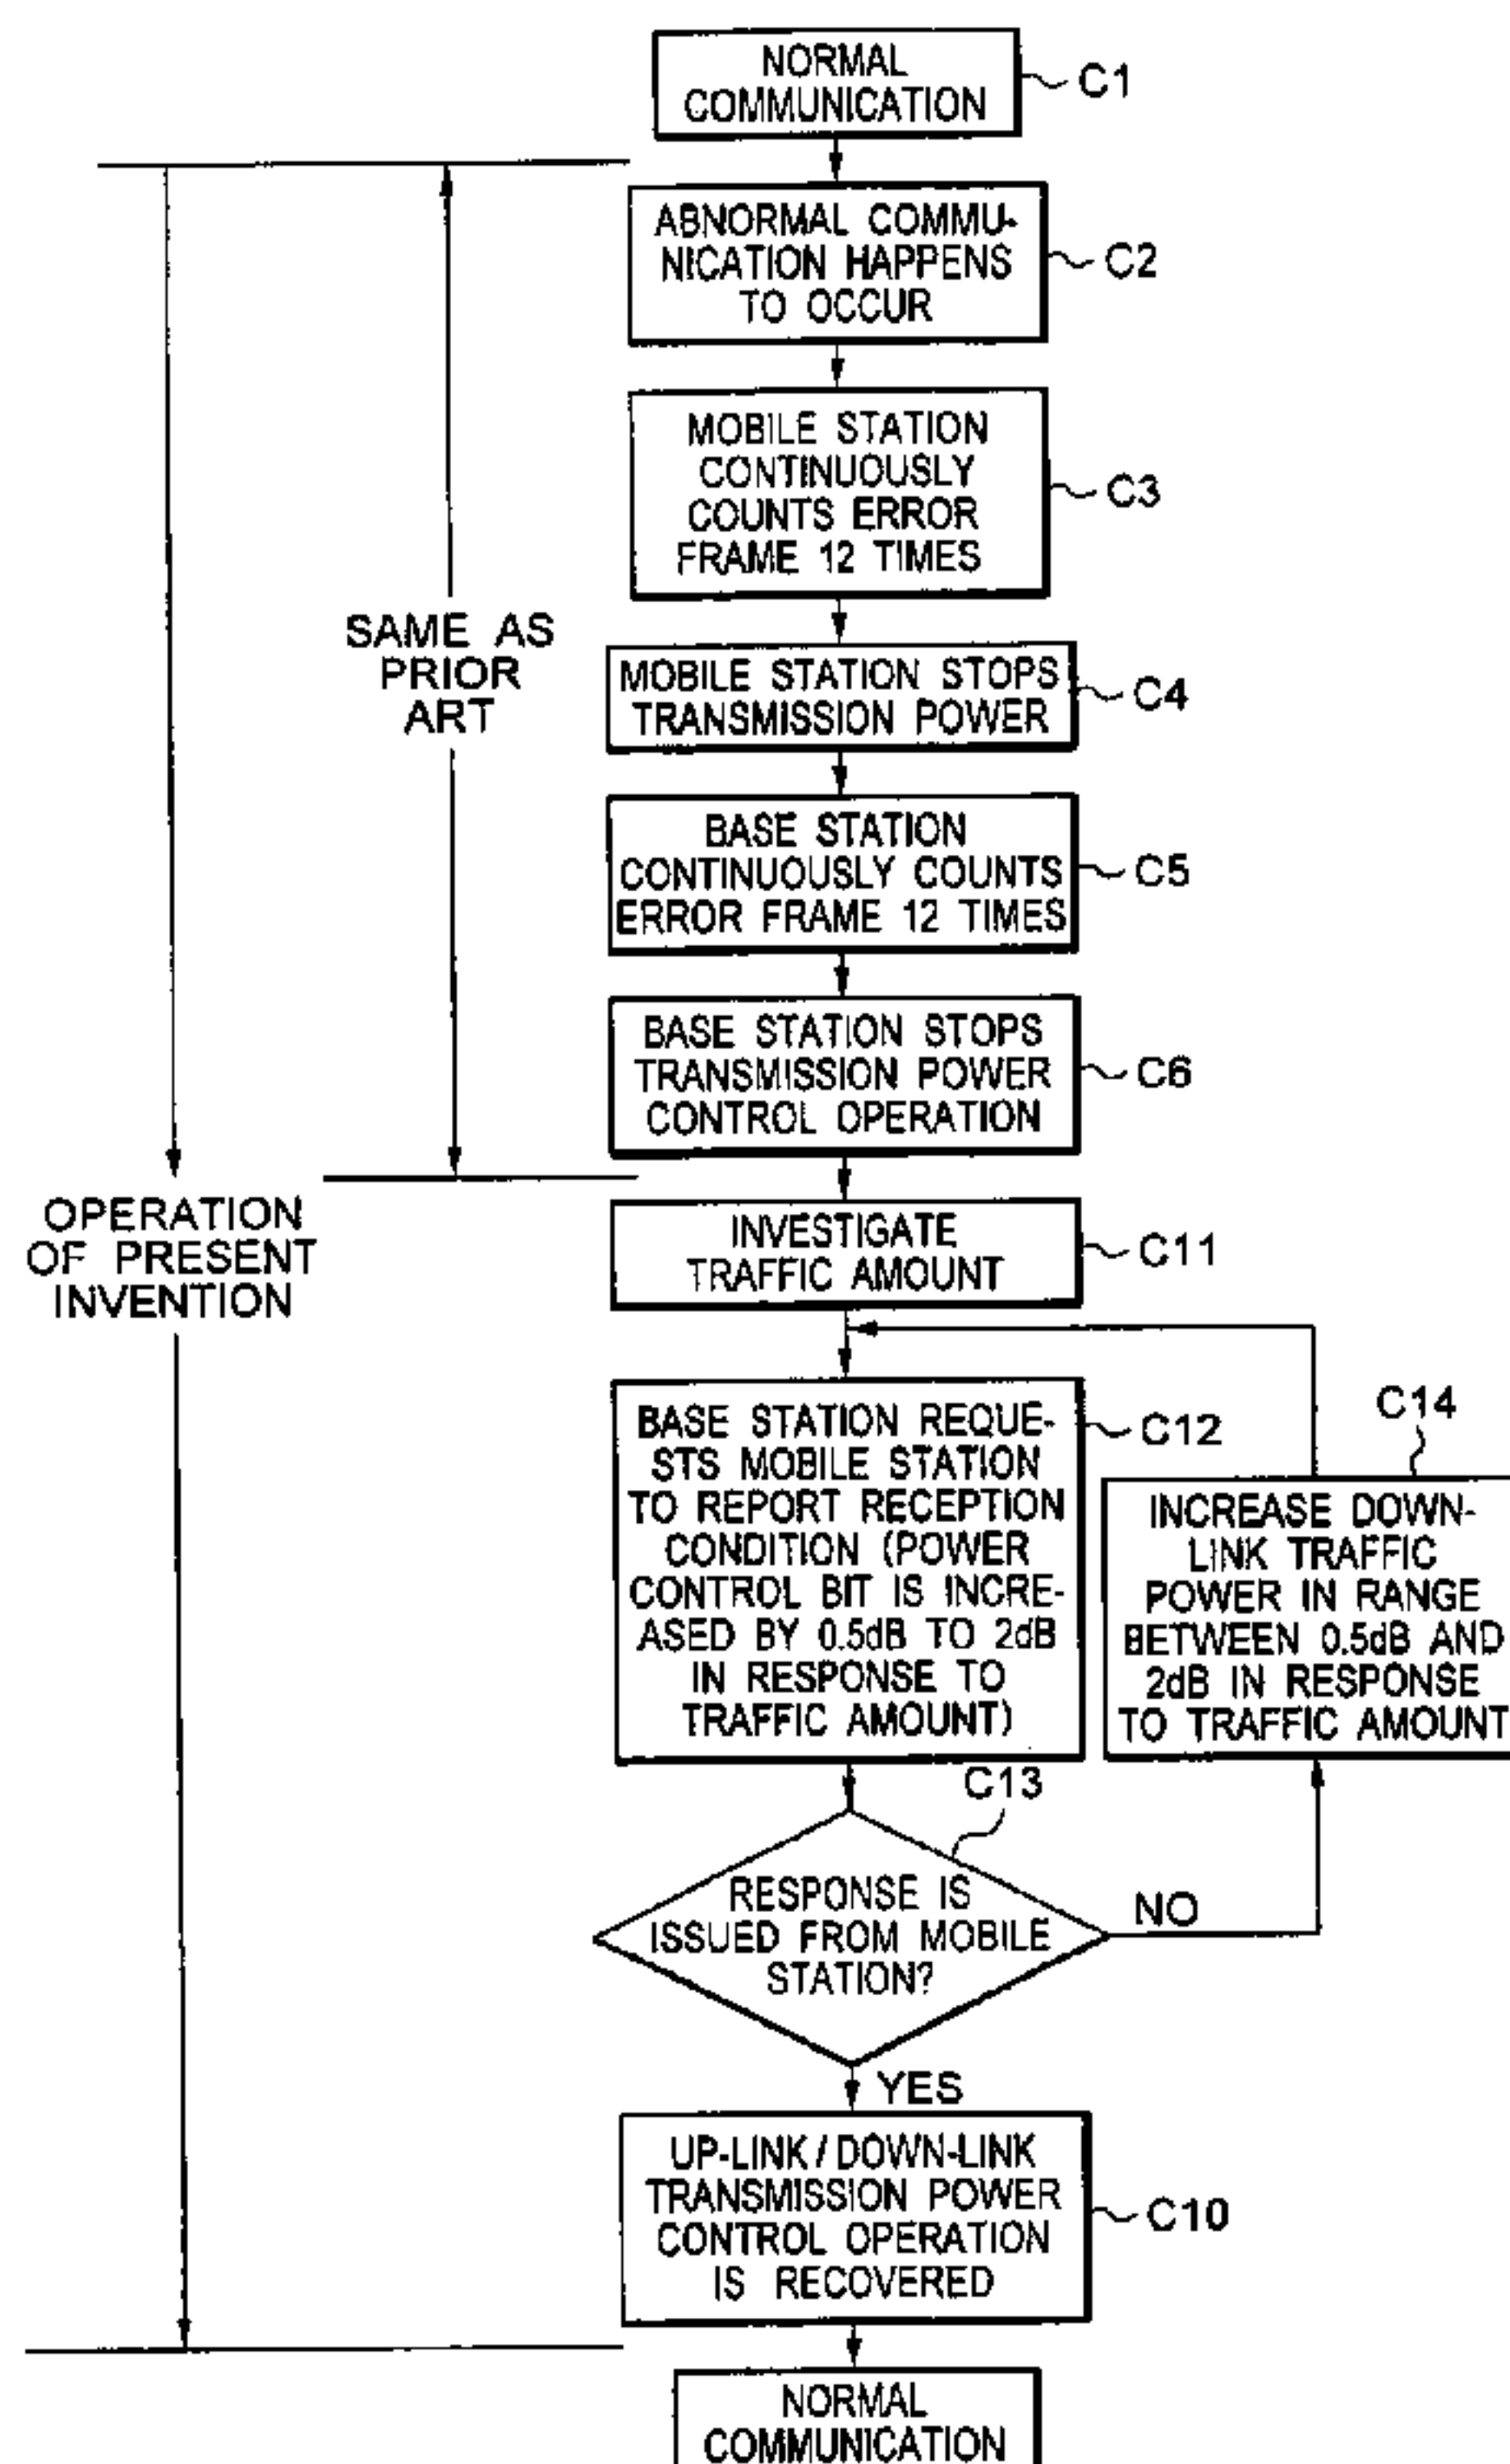 NORMAL
COMMUNICATION
C1
ABNORMAL COMMU-
NICATION HAPPENS
TO OCCUR
C2
MOBILE STATION
CONTINUOUSLY
COUNTS ERROR
FRAME 12 TIMES
C3
SAME AS
PRIOR
ART
MOBILE STATION STOPS
TRANSMISSION POWER
C4
BASE STATION
CONTINUOUSLY COUNTS
ERROR FRAME 12 TIMES
C5
BASE STATION STOPS
TRANSMISSION POWER
CONTROL OPERATION
C6
OPERATION
OF PRESENT
INVENTION
INVESTIGATE
TRAFFIC AMOUNT
C11
BASE STATION REQUE-
STS MOBILE STATION
TO REPORT RECEPTION
CONDITION (POWER
CONTROL BIT IS INCRE-
ASED BY 0.5dB TO 2dB
IN RESPONSE TO
TRAFFIC AMOUNT)
C12
C14
INCREASE DOWN-
LINK TRAFFIC
POWER IN RANGE
BETWEEN 0.5dB AND
2dB IN RESPONSE
TO TRAFFIC AMOUNT
C13
RESPONSE IS
ISSUED FROM MOBILE
STATION?
NO
YES
UP-LINK / DOWN-LINK
TRANSMISSION POWER
CONTROL OPERATION
IS RECOVERED
C10
NORMAL
COMMUNICATION